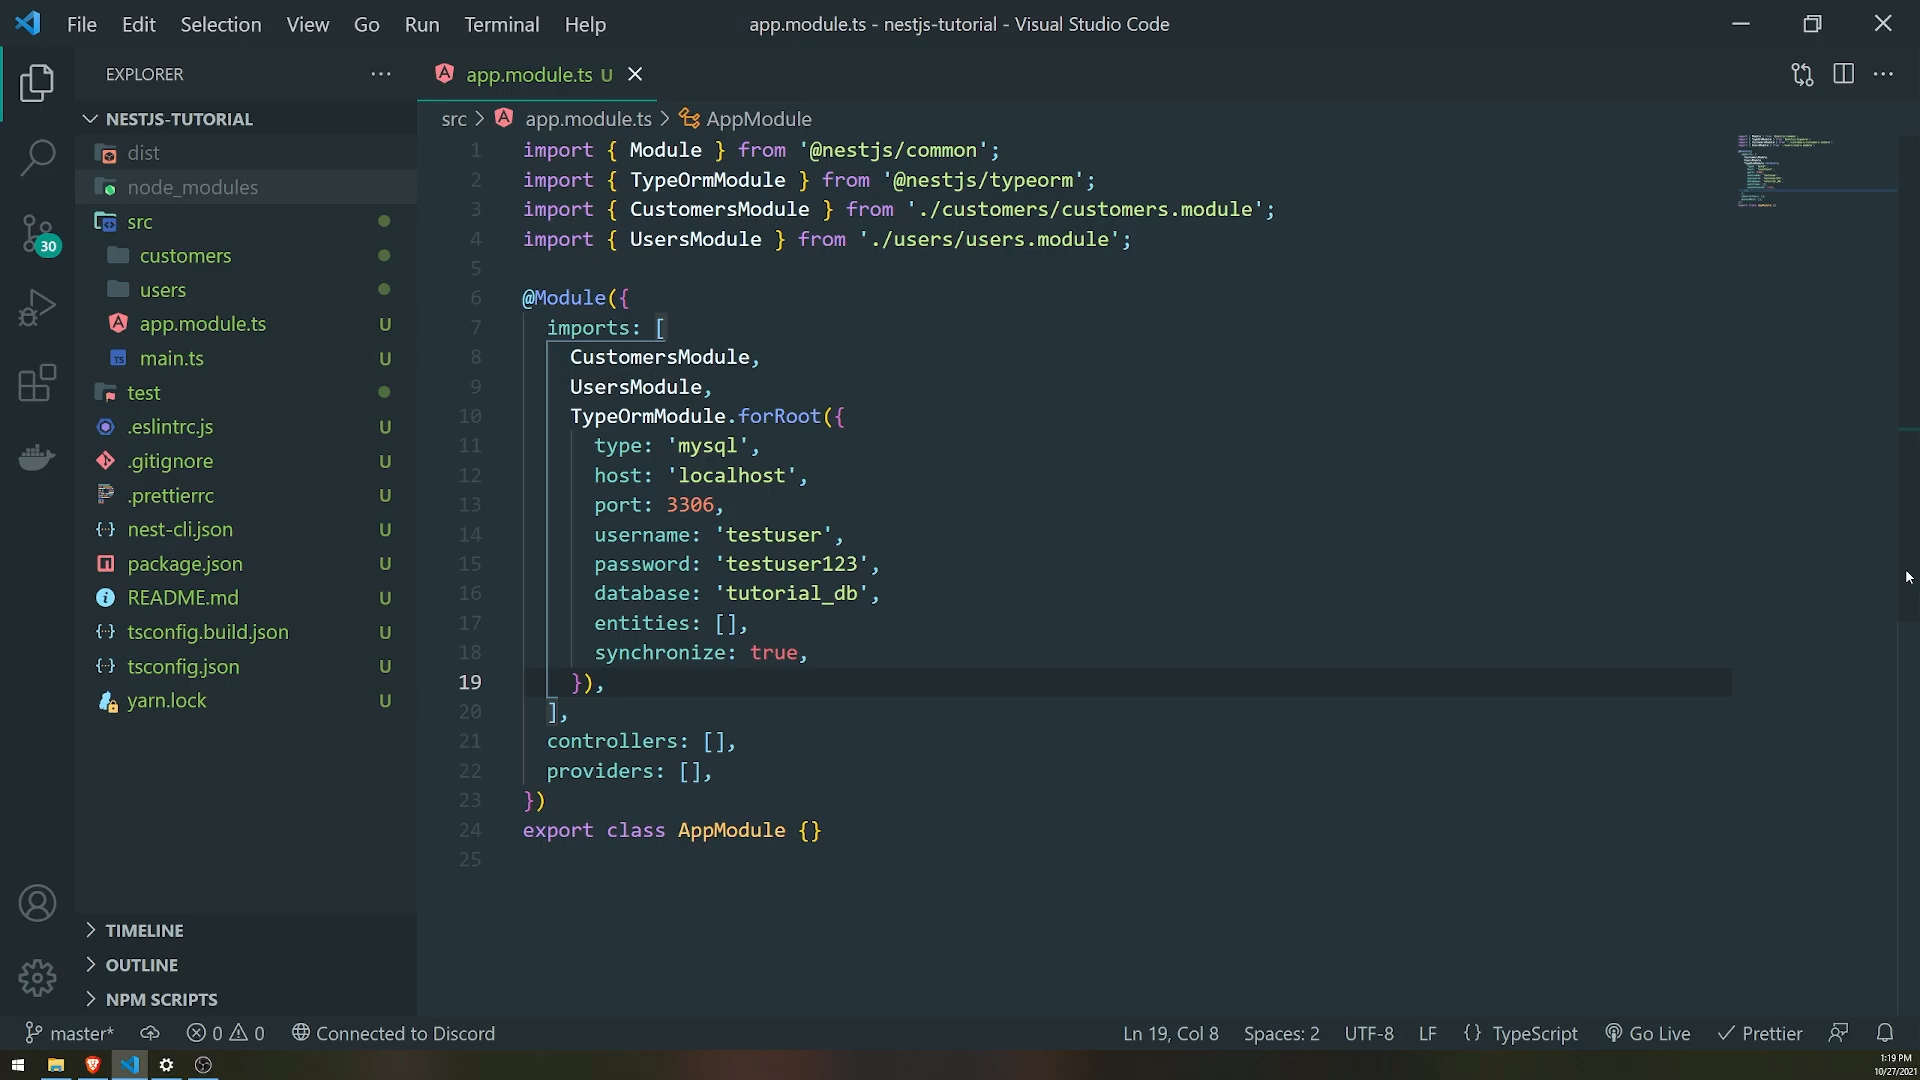 File Edit Selection View Go Run Terminal Help
app.module.ts - nestjs-tutorial - Visual Studio Code
EXPLORER
NESTJS-TUTORIAL
dist
node_modules
src
customers
users
app.module.ts U
main.ts U
test
.eslintrc.js U
.gitignore U
.prettierrc U
nest-cli.json U
package.json U
README.md U
tsconfig.build.json U
tsconfig.json U
yarn.lock U
TIMELINE
OUTLINE
NPM SCRIPTS
30
app.module.ts U
src > app.module.ts > AppModule
1 import { Module } from '@nestjs/common';
2 import { TypeOrmModule } from '@nestjs/typeorm';
3 import { CustomersModule } from './customers/customers.module';
4 import { UsersModule } from './users/users.module';
5
6 @Module({
7 imports: [
8 CustomersModule,
9 UsersModule,
10 TypeOrmModule.forRoot({
11 type: 'mysql',
12 host: 'localhost',
13 port: 3306,
14 username: 'testuser',
15 password: 'testuser123',
16 database: 'tutorial_db',
17 entities: [],
18 synchronize: true,
19 }),
20 ],
21 controllers: [],
22 providers: [],
23 })
24 export class AppModule {}
25
master* 0 0 Connected to Discord
Ln 19, Col 8 Spaces: 2 UTF-8 LF {} TypeScript Go Live Prettier
1:19 PM
10/27/2021